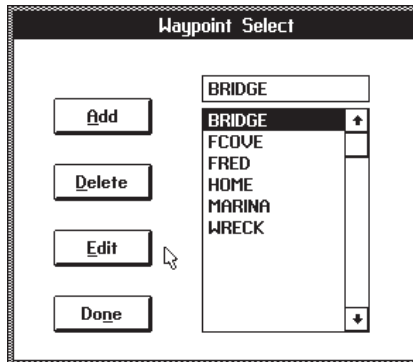 Waypoint Select
BRIDGE
Add
Delete
Edit
Done
BRIDGE
FCOVE
FRED
HOME
MARINA
WRECK